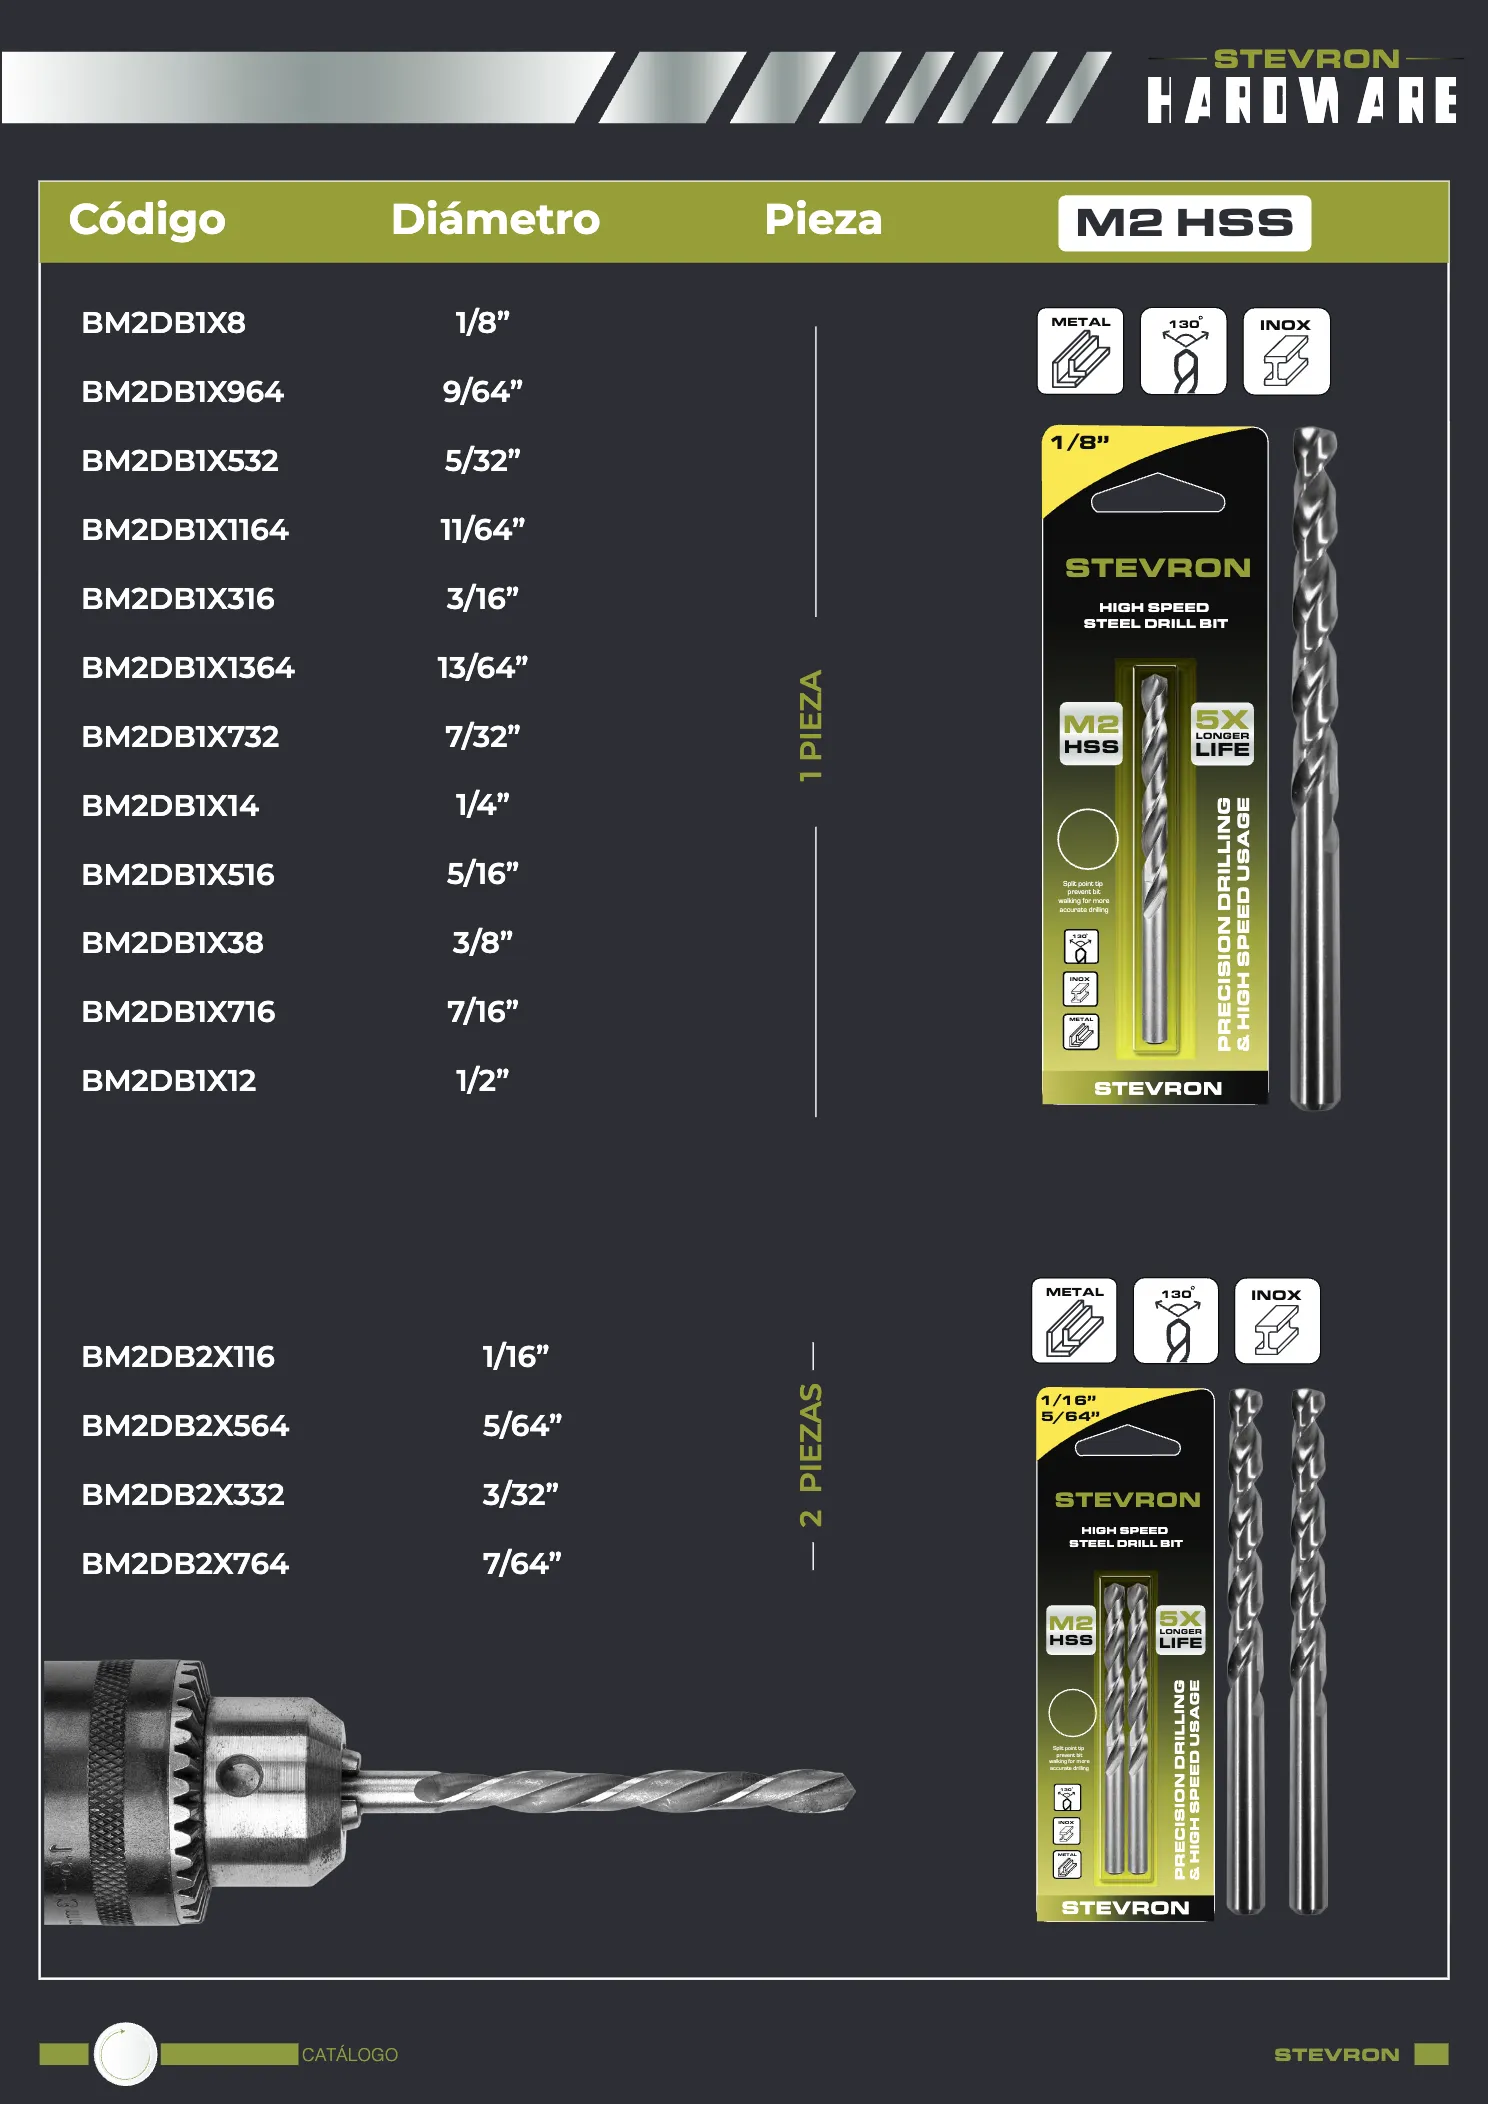 STEVRON
HARDWARE
Código Diámetro Pieza M2 HSS
BM2DB1X8 1/8”
BM2DB1X964 9/64”
BM2DB1X532 5/32”
BM2DB1X1164 11/64”
BM2DB1X316 3/16”
BM2DB1X1364 13/64”
BM2DB1X732 7/32”
BM2DB1X14 1/4”
BM2DB1X516 5/16”
BM2DB1X38 3/8”
BM2DB1X716 7/16”
BM2DB1X12 1/2”
1 PIEZA
METAL 130° INOX
1/8”
STEVRON
HIGH SPEED
STEEL DRILL BIT
M2
HSS
5X
LONGER
LIFE
Split point tip
prevent bit
walking for more
accurate drilling
130°
INOX
METAL
PRECISION DRILLING
& HIGH SPEED USAGE
STEVRON
BM2DB2X116 1/16”
BM2DB2X564 5/64”
BM2DB2X332 3/32”
BM2DB2X764 7/64”
2 PIEZAS
METAL 130° INOX
1/16”
5/64”
STEVRON
HIGH SPEED
STEEL DRILL BIT
M2
HSS
5X
LONGER
LIFE
Split point tip
prevent bit
walking for more
accurate drilling
130°
INOX
METAL
PRECISION DRILLING
& HIGH SPEED USAGE
STEVRON
CATÁLOGO
STEVRON